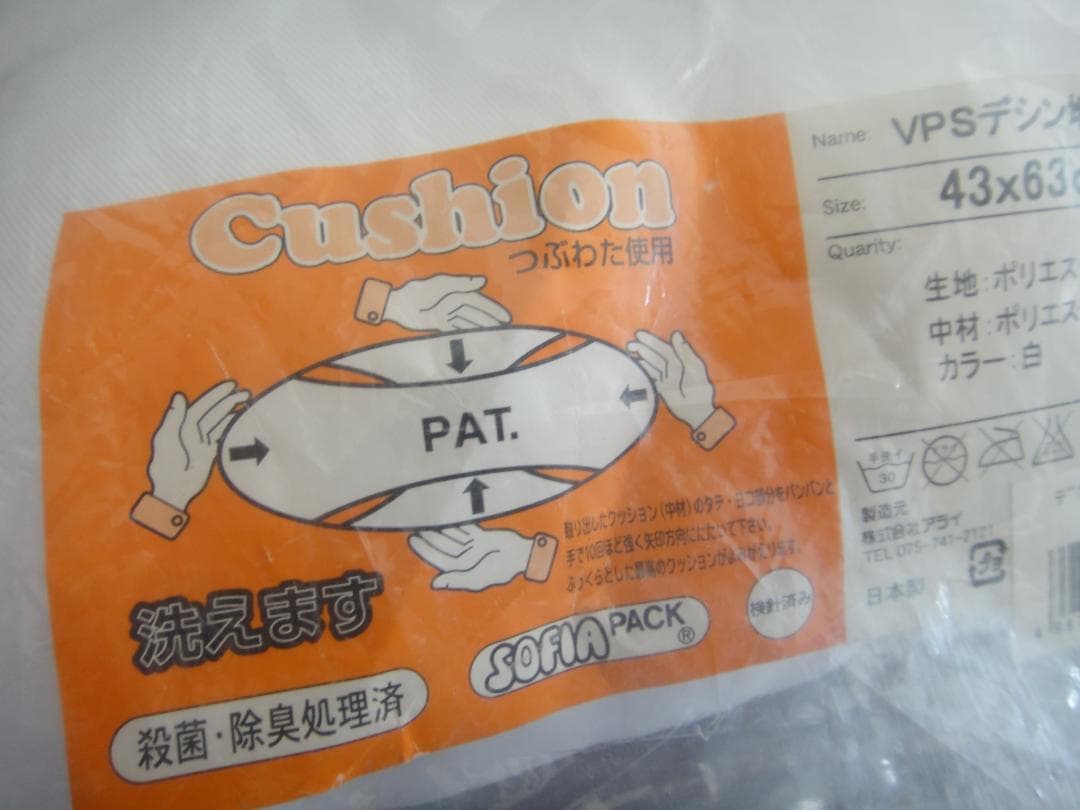 Cushion
つぶわた使用
PAT.
取り出したクッション(中材)のタテ・ヨコ部分をパンパンと
手で10回ほど強く矢印方向にたたいて下さい。
ふっくらとした最高のクッションがよみがえります。
洗えます
SOFIA PACK ®
検針済み
殺菌・除臭処理済
Name: VPSデシン
Size: 43x63
Quarity:
生地:ポリエス
中材:ポリエス
カラー:白
手洗イ
30
製造元
株式会社アライ
TEL 075-741-2121
日本製